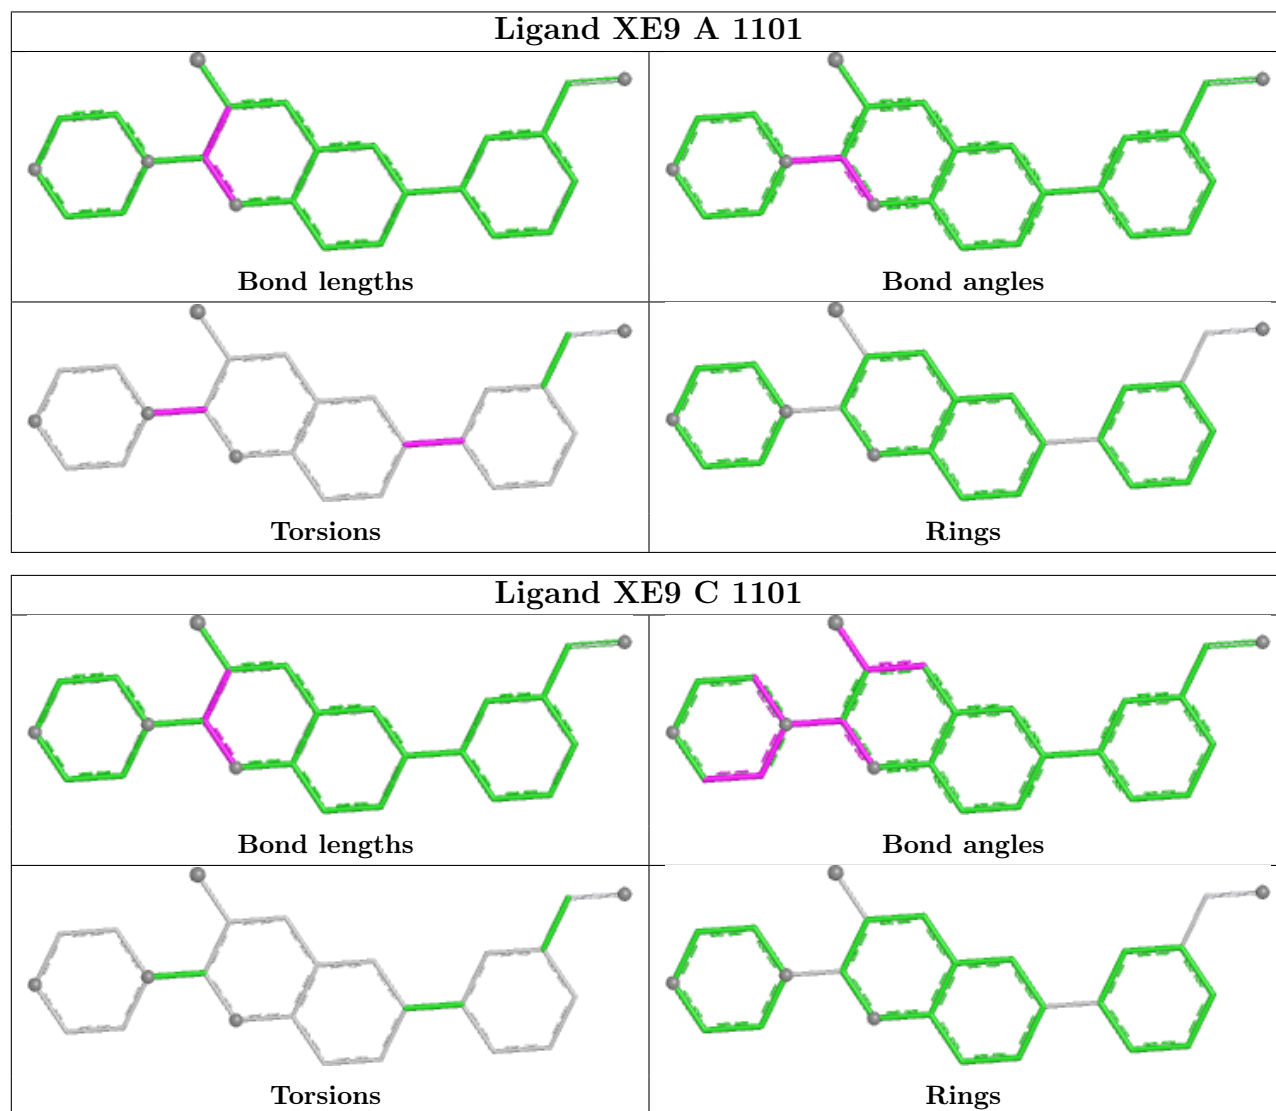 Ligand XE9 A 1101
Bond lengths
Bond angles
Torsions
Rings
Ligand XE9 C 1101
Bond lengths
Bond angles
Torsions
Rings